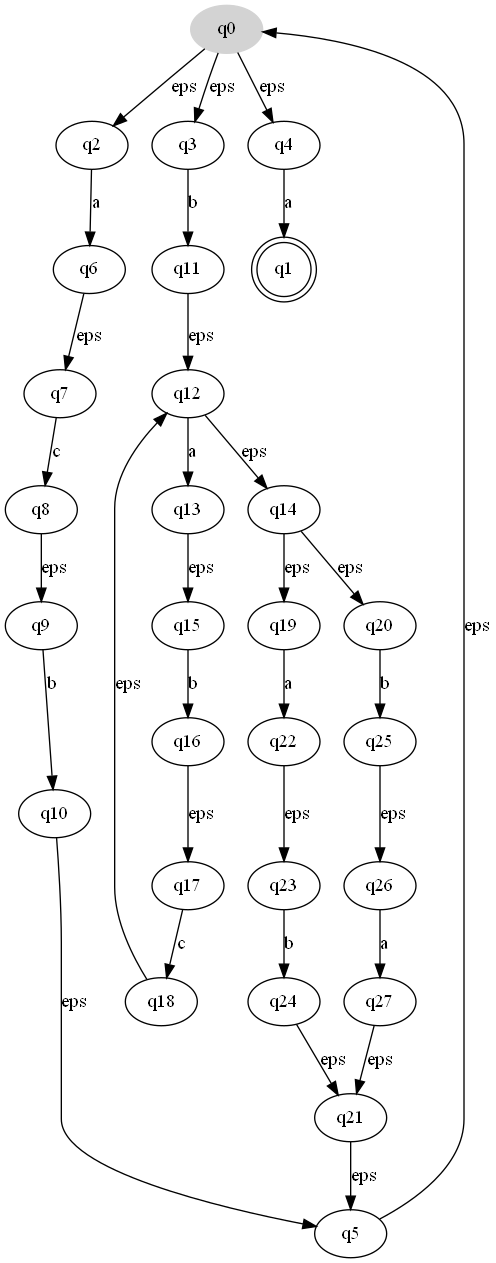 q0
eps eps eps
q2 q3 q4
a b a
q6 q11 q1
eps eps
q7 q12
c a eps
q8 q13 q14
eps eps eps eps
q9 q15 q19 q20
b eps b a b
q16 q22 q25
q10 eps eps eps
q17 q23 q26
c b a
eps q18 q24 q27
eps eps
q21
eps
q5
eps